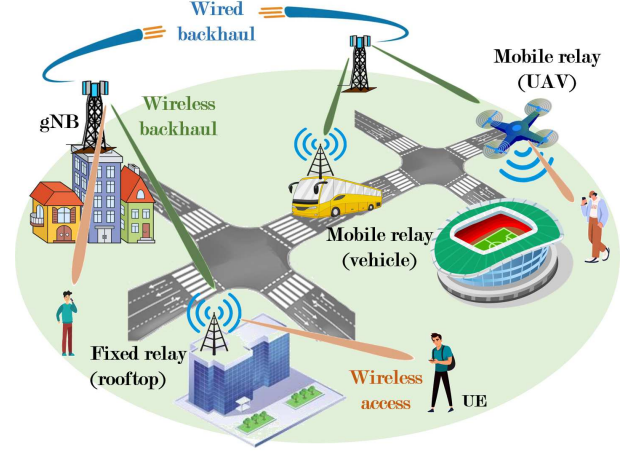 Wired
backhaul
Mobile relay
(UAV)
gNB
Wireless
backhaul
Mobile relay
(vehicle)
Fixed relay
(rooftop)
Wireless
access
UE